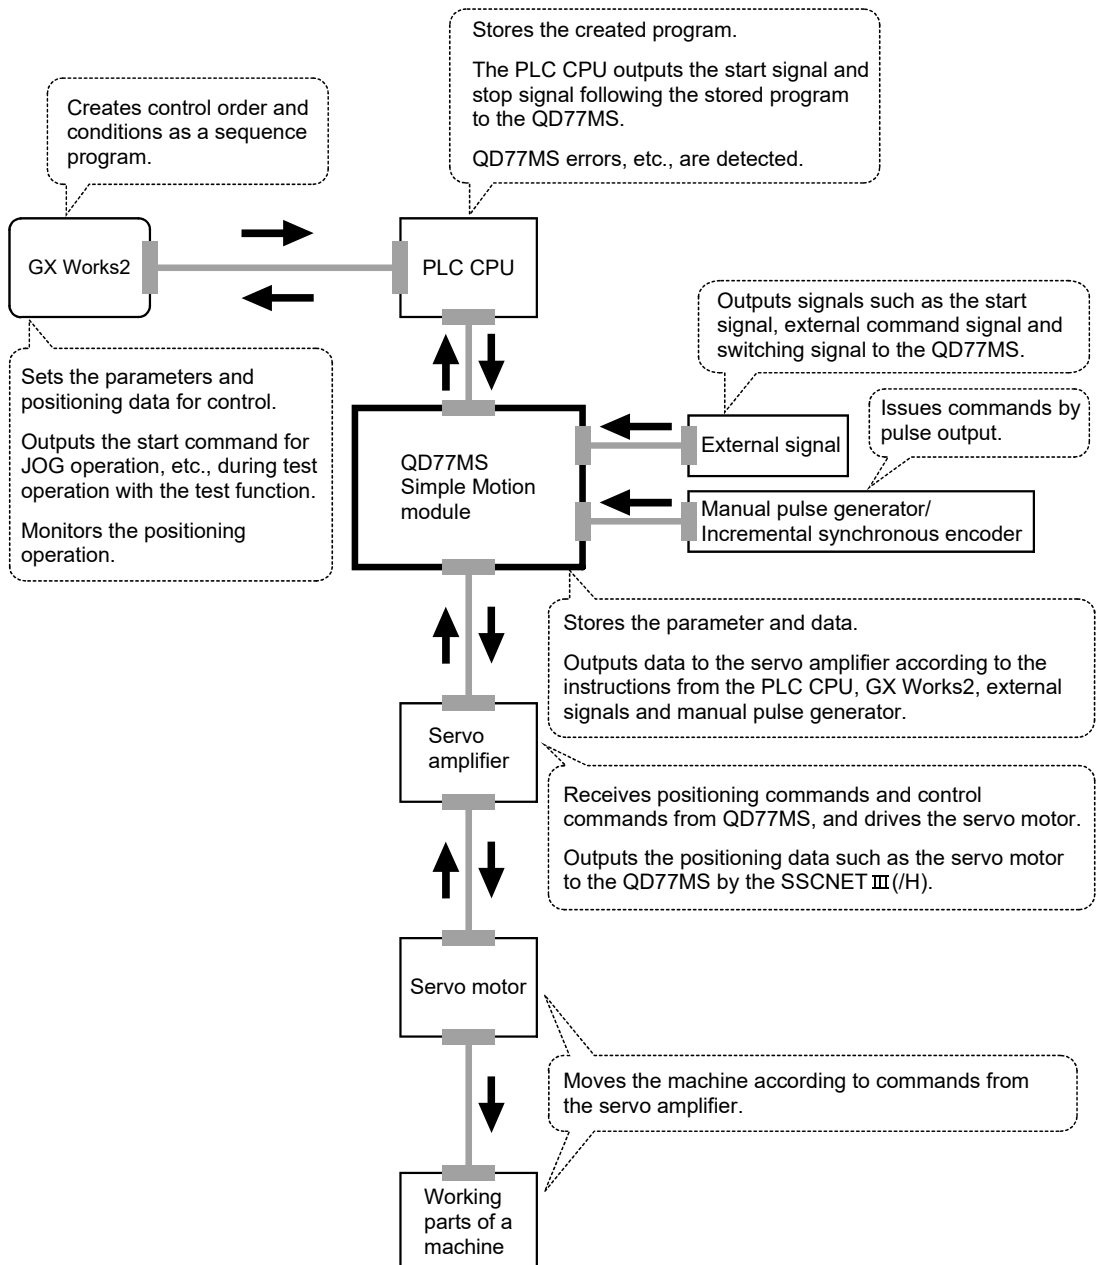 Stores the created program.
The PLC CPU outputs the start signal and
stop signal following the stored program
to the QD77MS.
QD77MS errors, etc., are detected.
Creates control order and
conditions as a sequence
program.
GX Works2
PLC CPU
Outputs signals such as the start
signal, external command signal and
switching signal to the QD77MS.
Sets the parameters and
positioning data for control.
Outputs the start command for
JOG operation, etc., during test
operation with the test function.
Monitors the positioning
operation.
Issues commands by
pulse output.
QD77MS
Simple Motion
module
External signal
Manual pulse generator/
Incremental synchronous encoder
Stores the parameter and data.
Outputs data to the servo amplifier according to the
instructions from the PLC CPU, GX Works2, external
signals and manual pulse generator.
Servo
amplifier
Receives positioning commands and control
commands from QD77MS, and drives the servo motor.
Outputs the positioning data such as the servo motor
to the QD77MS by the SSCNETⅢ(/H).
Servo motor
Moves the machine according to commands from
the servo amplifier.
Working
parts of a
machine